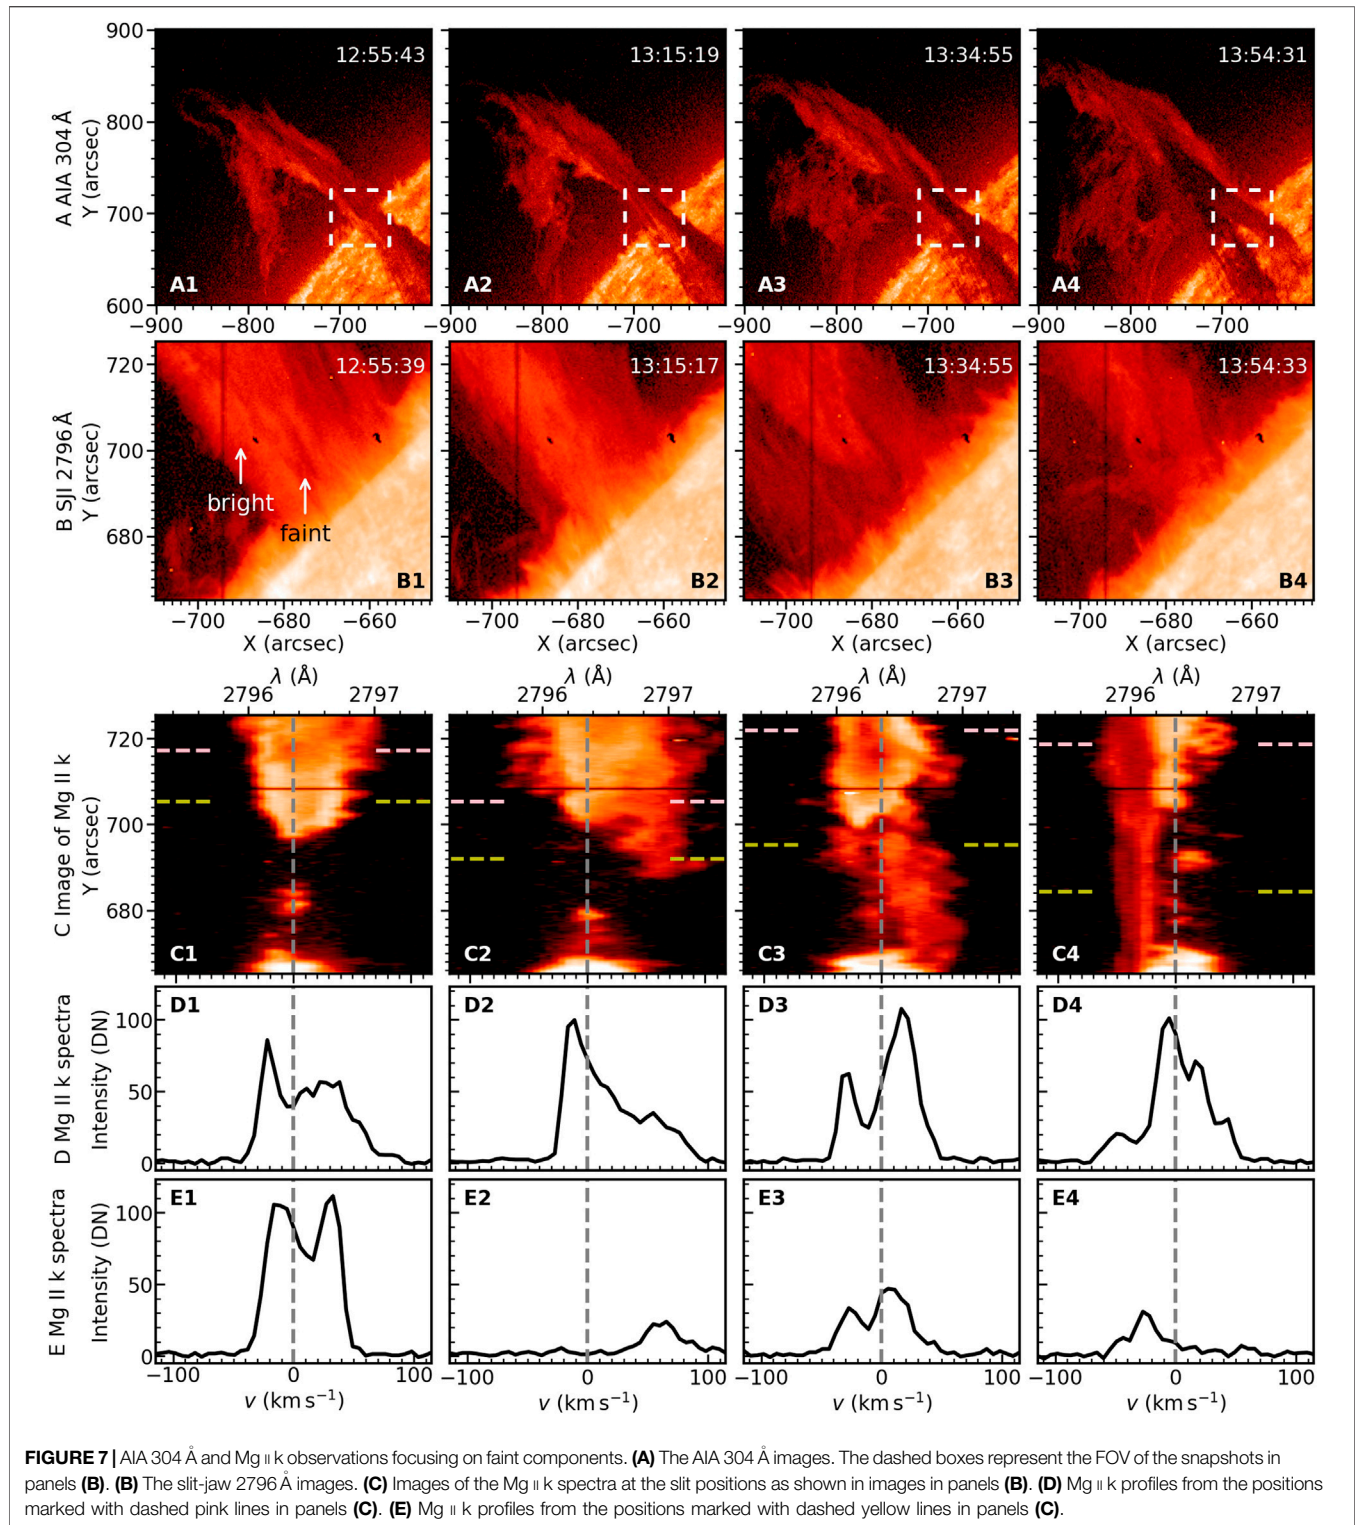 900
800
700
600
A AIA 304 Å
Y (arcsec)
12:55:43
13:15:19
13:34:55
13:54:31
A1
A2
A3
A4
−900 −800 −700 −900 −800 −700 −900 −800 −700 −900 −800 −700
720
700
680
B SJI 2796 Å
Y (arcsec)
12:55:39
13:15:17
13:34:55
13:54:33
bright
faint
B1
B2
B3
B4
−700 −680 −660 −700 −680 −660 −700 −680 −660 −700 −680 −660
X (arcsec) X (arcsec) X (arcsec) X (arcsec)
λ (Å) λ (Å) λ (Å) λ (Å)
2796 2797 2796 2797 2796 2797 2796 2797
720
700
680
C Image of Mg II k
Y (arcsec)
C1
C2
C3
C4
D Mg II k spectra
Intensity (DN)
100
50
0
D1
D2
D3
D4
E Mg II k spectra
Intensity (DN)
100
50
0
E1
E2
E3
E4
−100 0 100 −100 0 100 −100 0 100 −100 0 100
v (km s⁻¹) v (km s⁻¹) v (km s⁻¹) v (km s⁻¹)
FIGURE 7 | AIA 304 Å and Mg II k observations focusing on faint components. (A) The AIA 304 Å images. The dashed boxes represent the FOV of the snapshots in
panels (B). (B) The slit-jaw 2796 Å images. (C) Images of the Mg II k spectra at the slit positions as shown in images in panels (B). (D) Mg II k profiles from the positions
marked with dashed pink lines in panels (C). (E) Mg II k profiles from the positions marked with dashed yellow lines in panels (C).